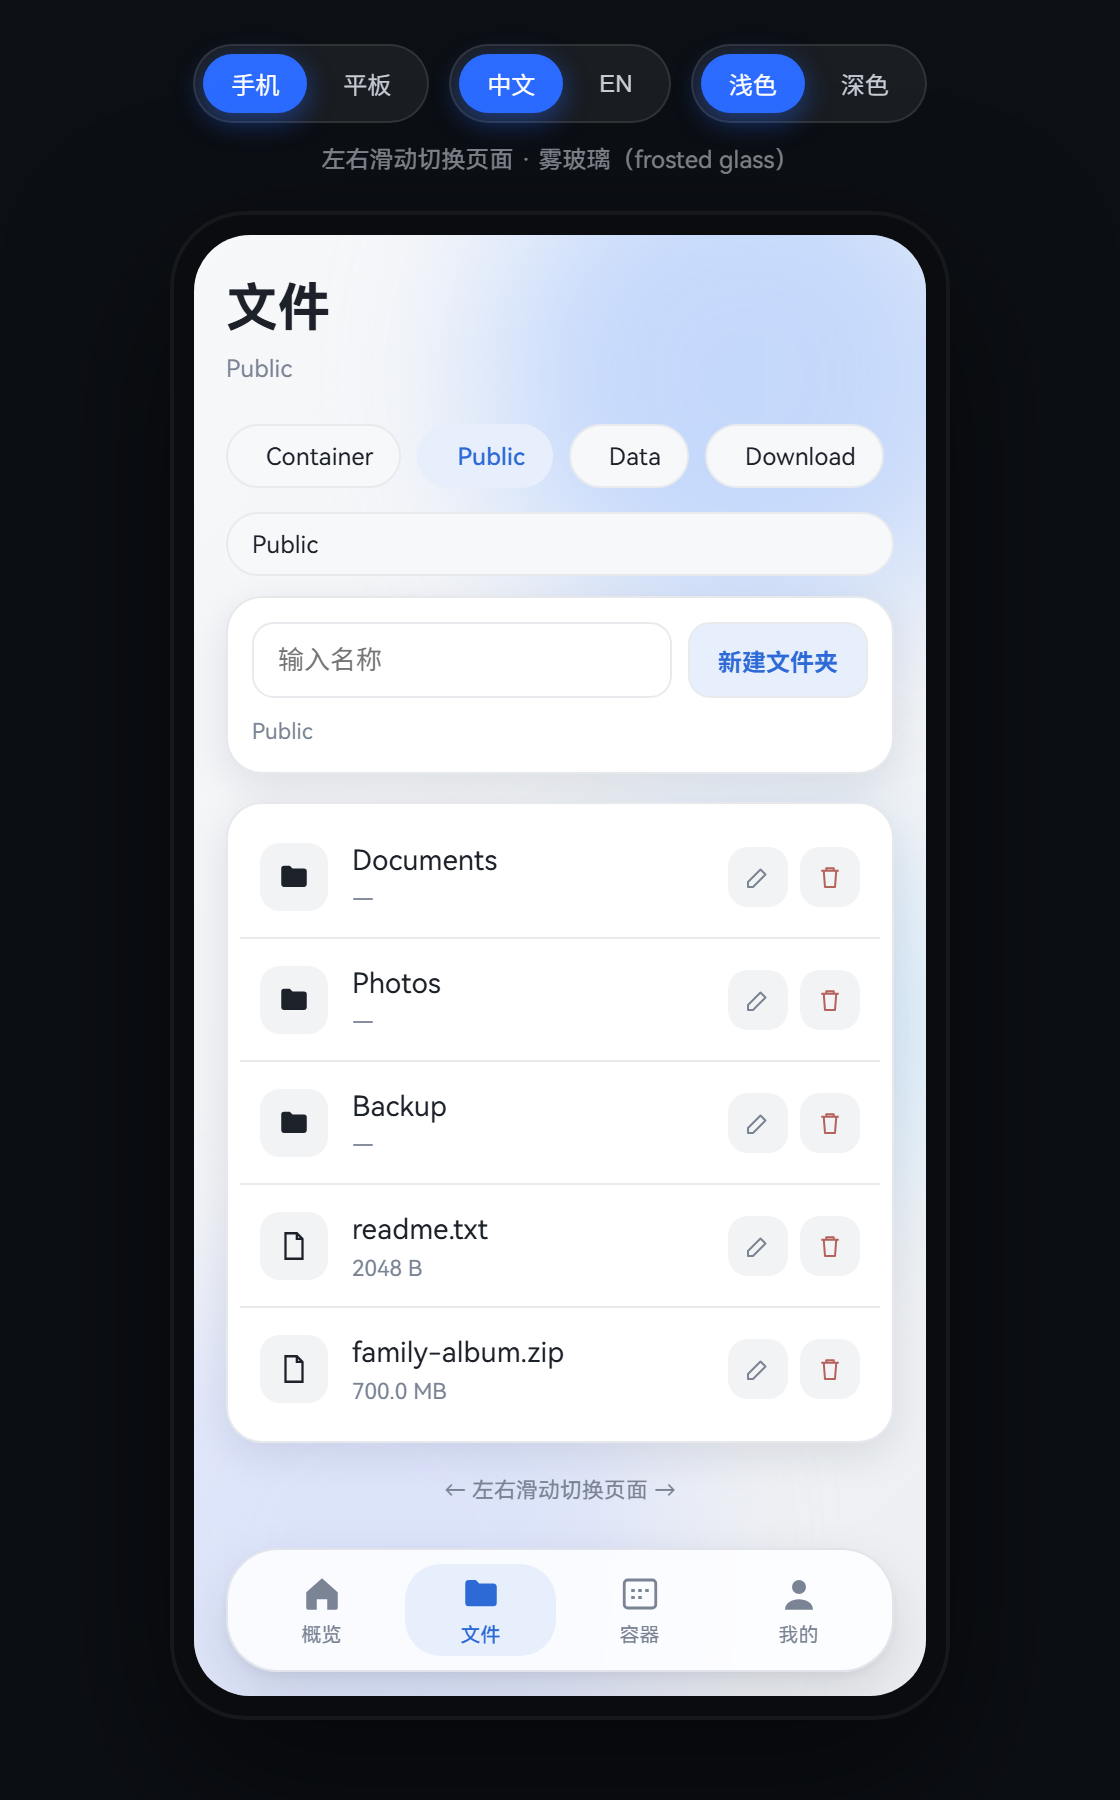 手机 平板 中文 EN 浅色 深色
左右滑动切换页面 · 雾玻璃（frosted glass）
文件
Public
Container Public Data Download
Public
输入名称 新建文件夹
Public
Documents
—
Photos
—
Backup
—
readme.txt
2048 B
family-album.zip
700.0 MB
← 左右滑动切换页面 →
概览 文件 容器 我的